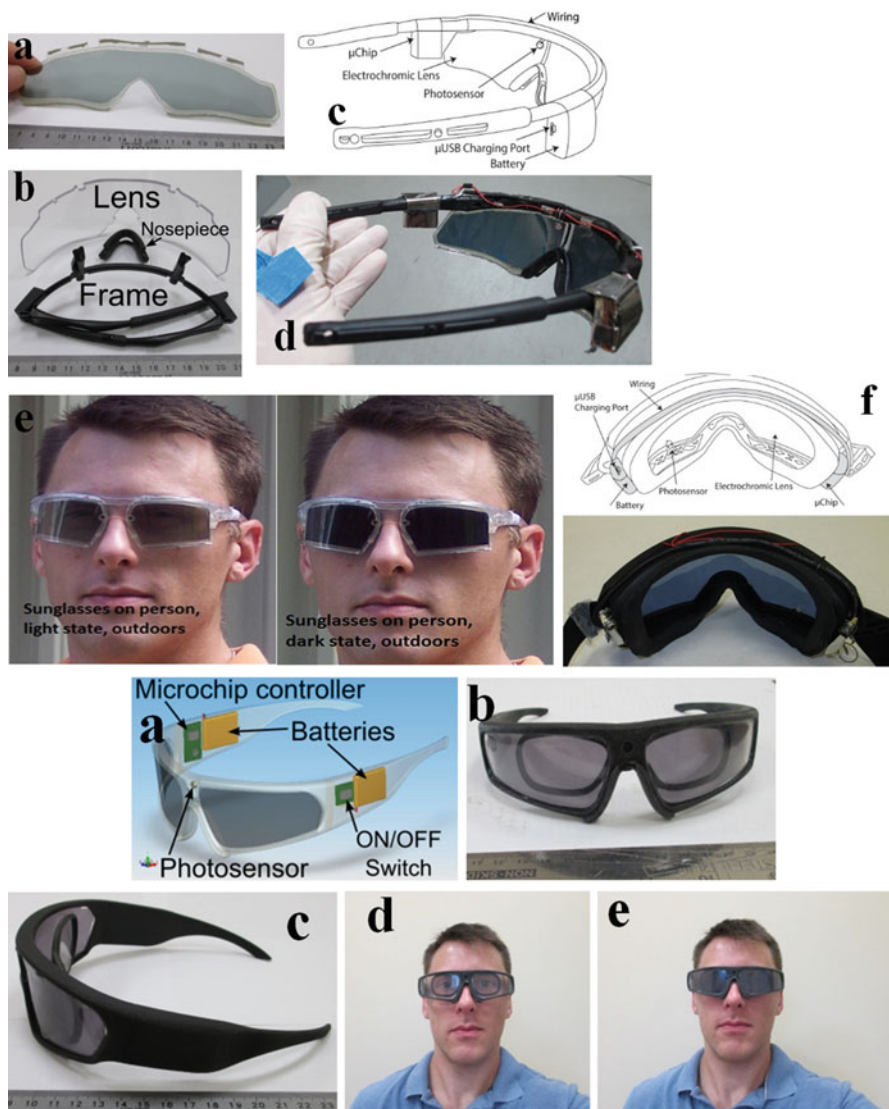 a
Wiring
µChip
Electrochromic Lens
Photosensor
c
µUSB Charging Port
Battery
b
Lens
Nosepiece
Frame
d
e
Sunglasses on person,
light state, outdoors
Sunglasses on person,
dark state, outdoors
f
Wiring
µUSB
Charging Port
Photosensor
Electrochromic Lens
Battery
µChip
Microchip controller
a
Batteries
Photosensor
ON/OFF
Switch
b
NON-SKID
c
d
e